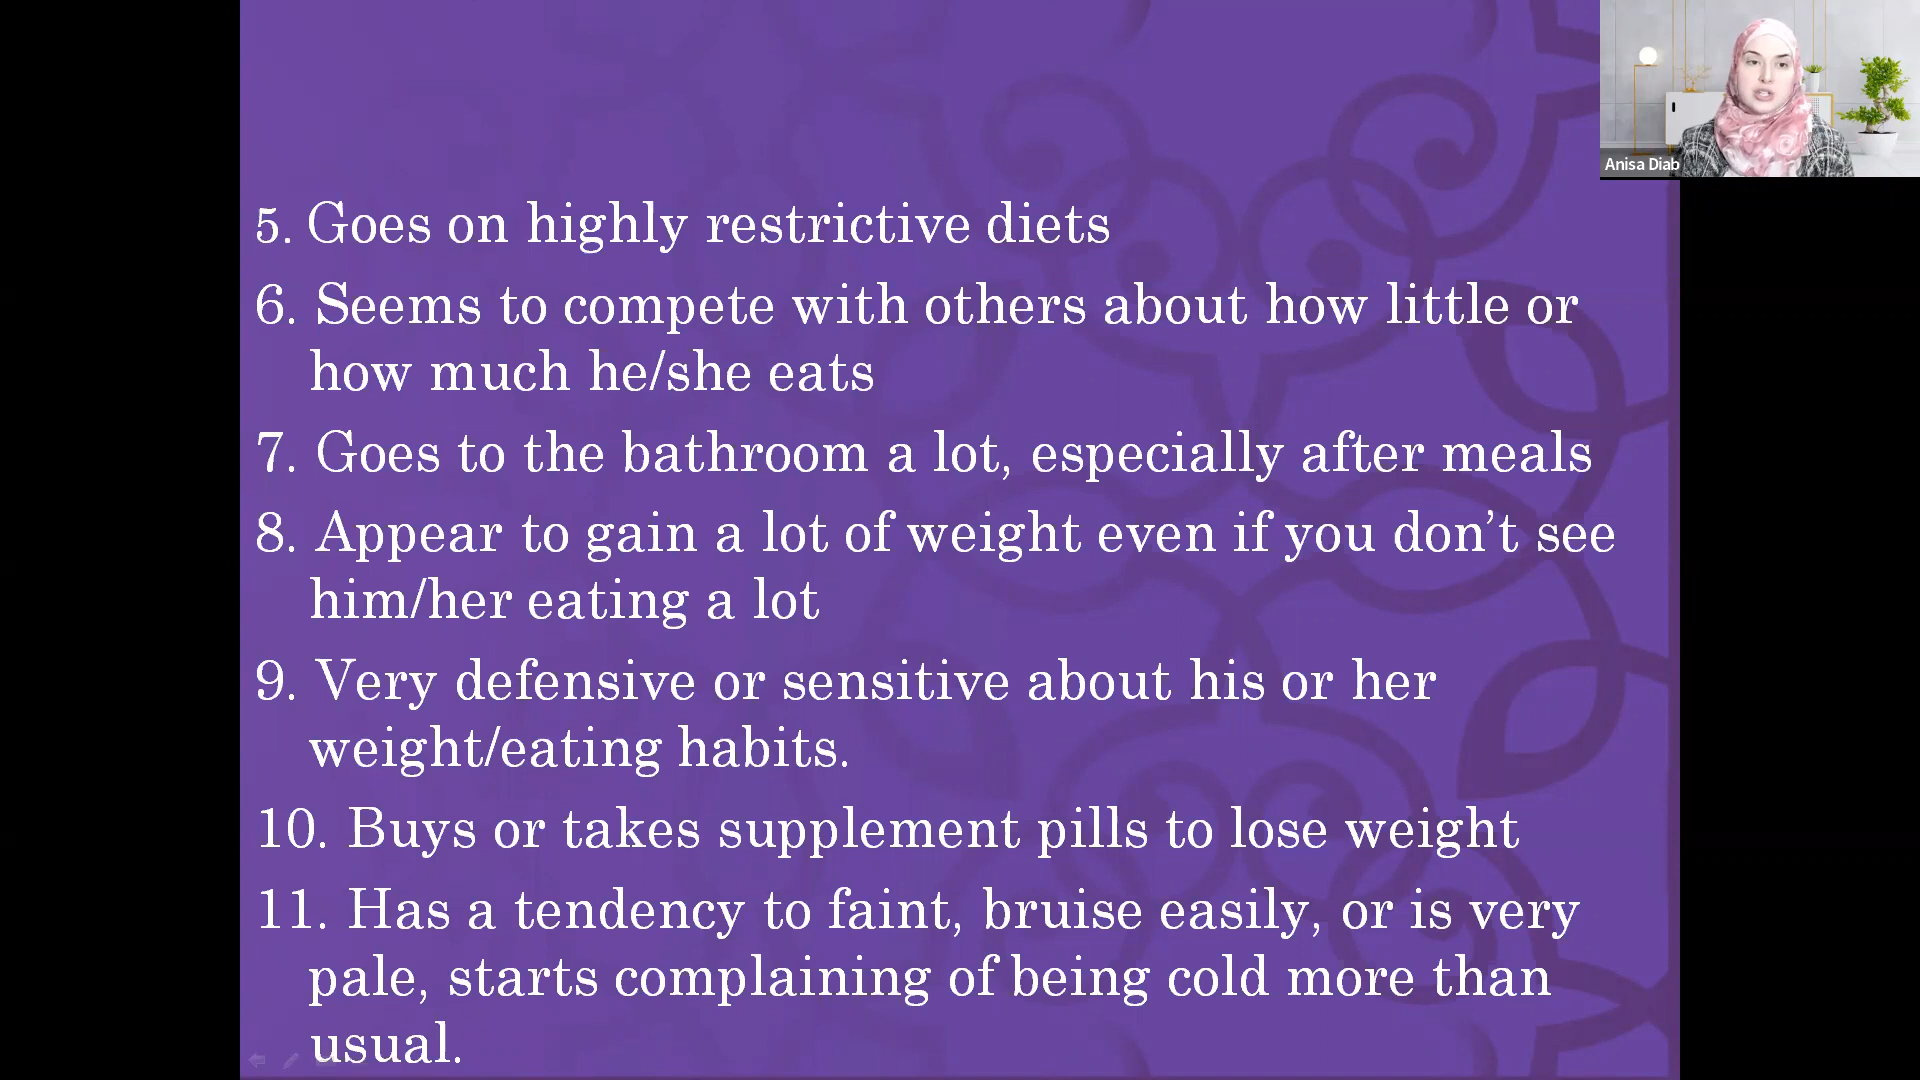 Anisa Diab
5. Goes on highly restrictive diets
6. Seems to compete with others about how little or
how much he/she eats
7. Goes to the bathroom a lot, especially after meals
8. Appear to gain a lot of weight even if you don’t see
him/her eating a lot
9. Very defensive or sensitive about his or her
weight/eating habits.
10. Buys or takes supplement pills to lose weight
11. Has a tendency to faint, bruise easily, or is very
pale, starts complaining of being cold more than
usual.